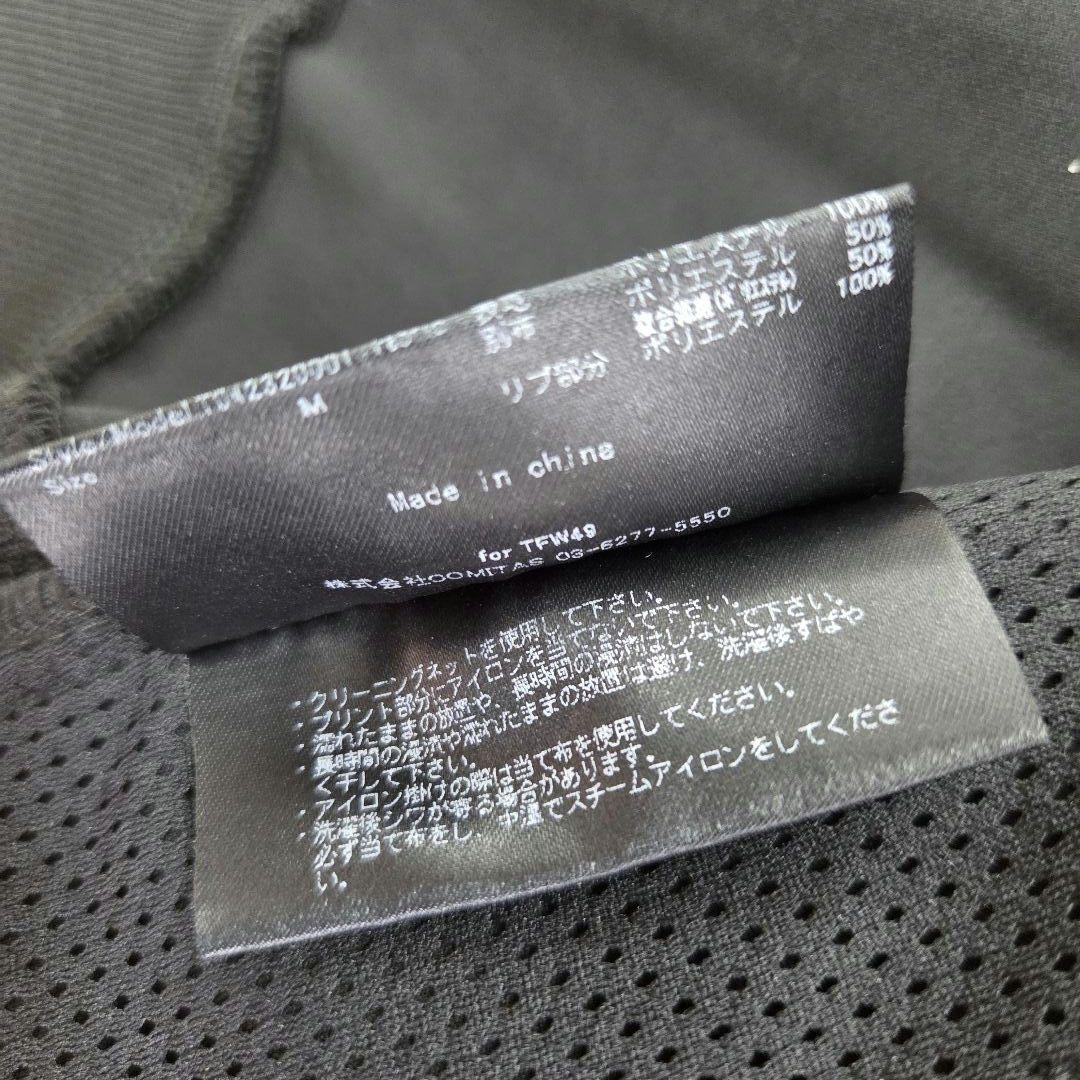 ポリエステル 100%
ポリエステル 50%
複合繊維(ポリエステル) 50%
リブ部分 ポリエステル 100%
Style/Model
Size M
Made in china
for TFW49
株式会社COMITAS 03-6277-5550
・クリーニングネットを使用して下さい。
・プリント部分にアイロンを当てないで下さい。
・濡れたままの放置や、長時間の浸漬はしないで下さい。
・長時間の浸漬や濡れたままの放置は避け、洗濯後すばや
く干して下さい。
・アイロン掛けの際は当て布を使用してください。
・洗濯後シワが寄る場合があります。
必ず当て布をし、中温でスチームアイロンをしてくださ
い。